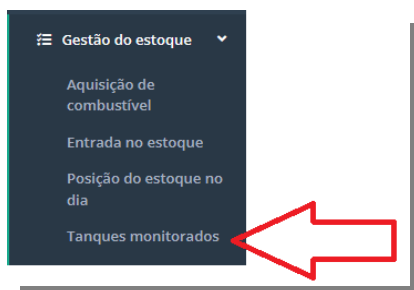 Gestão do estoque
Aquisição de
combustível
Entrada no estoque
Posição do estoque no
dia
Tanques monitorados